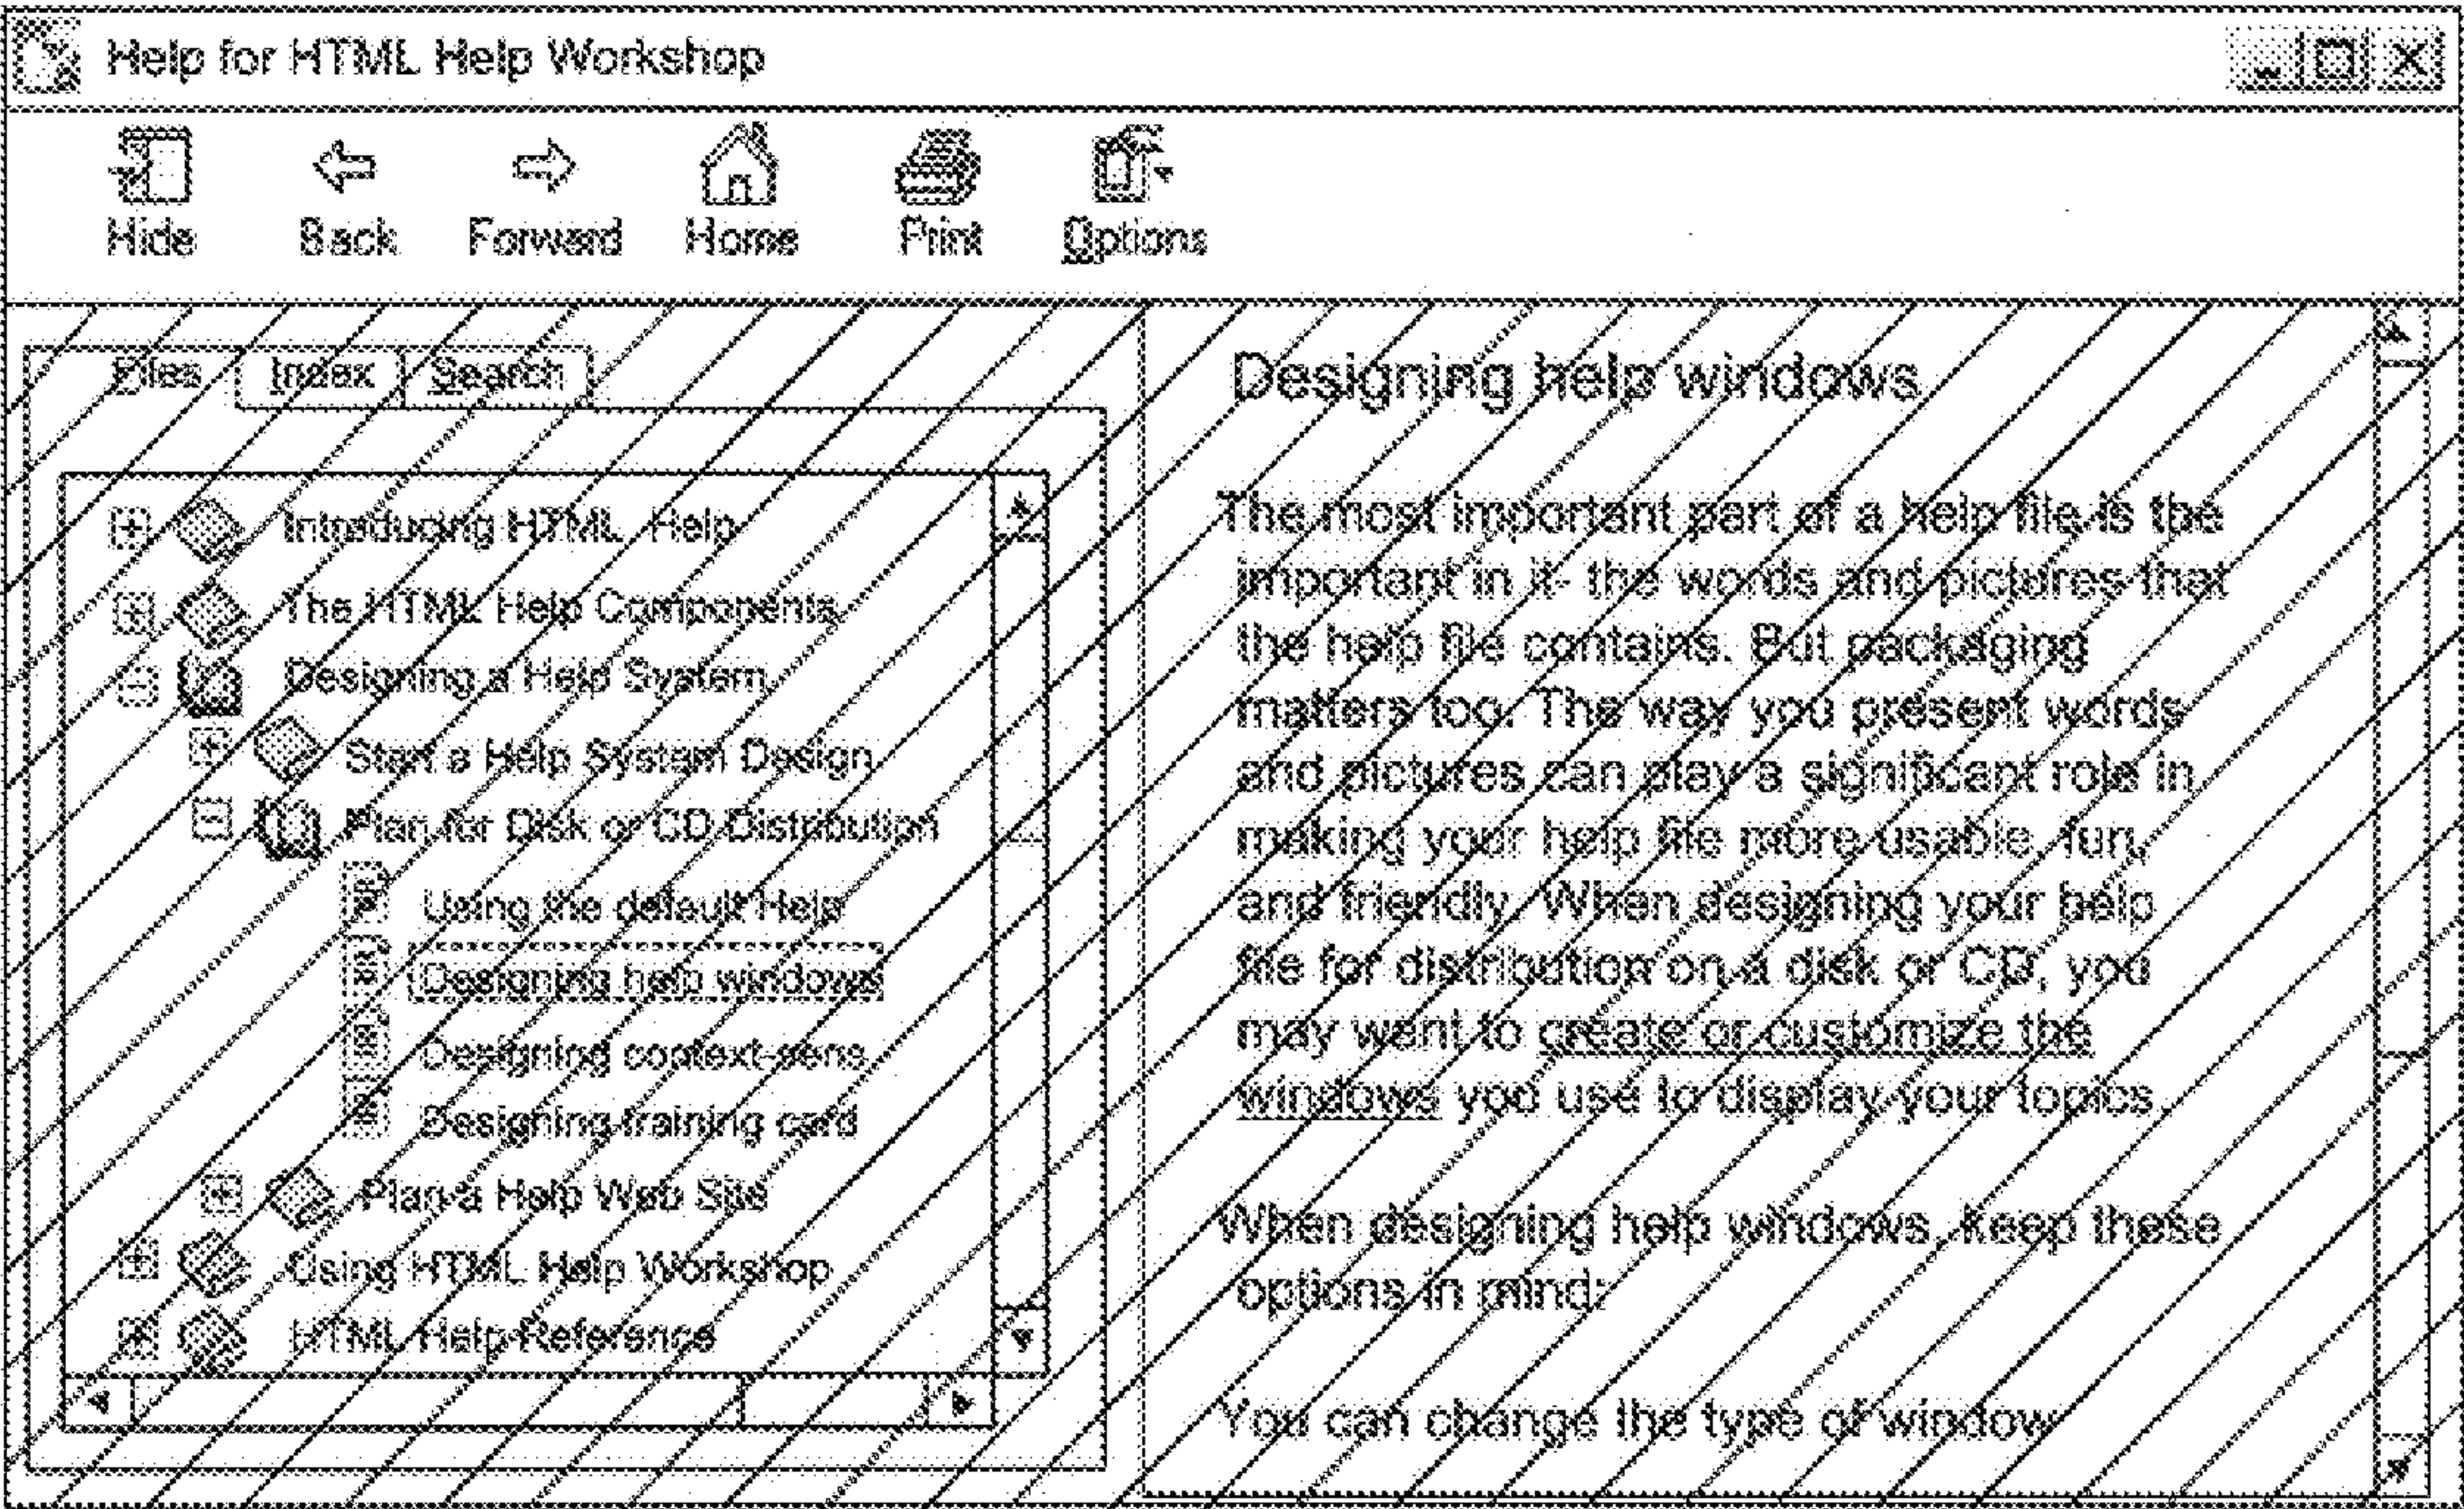 Help for HTML Help Workshop
Hide Back Forward Home Print Options
Files Index Search
Introducing HTML Help
The HTML Help Components
Designing a Help System
Start a Help System Design
Plan for Disk or CD Distribution
Using the default Help
Designing help windows
Designing context-sens
Designing training card
Plan a Help Web Site
Using HTML Help Workshop
HTML Help Reference
Designing help windows
The most important part of a help file is the
important in it- the words and pictures that
the help file contains. But packaging
matters too. The way you present words
and pictures can play a significant role in
making your help file more usable, fun,
and friendly. When designing your help
file for distribution on a disk or CD, you
may want to create or customize the
windows you use to display your topics.
When designing help windows, keep these
options in mind:
You can change the type of window